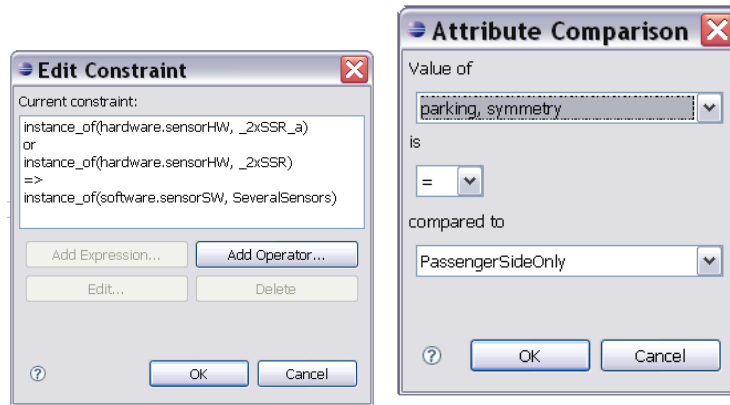 Edit Constraint
Current constraint:
instance_of(hardware.sensorHW, _2xSSR_a)
or
instance_of(hardware.sensorHW, _2xSSR)
=>
instance_of(software.sensorSW, SeveralSensors)
Add Expression...
Add Operator...
Edit...
Delete
?
OK
Cancel
Attribute Comparison
Value of
parking, symmetry
is
=
compared to
PassengerSideOnly
?
OK
Cancel